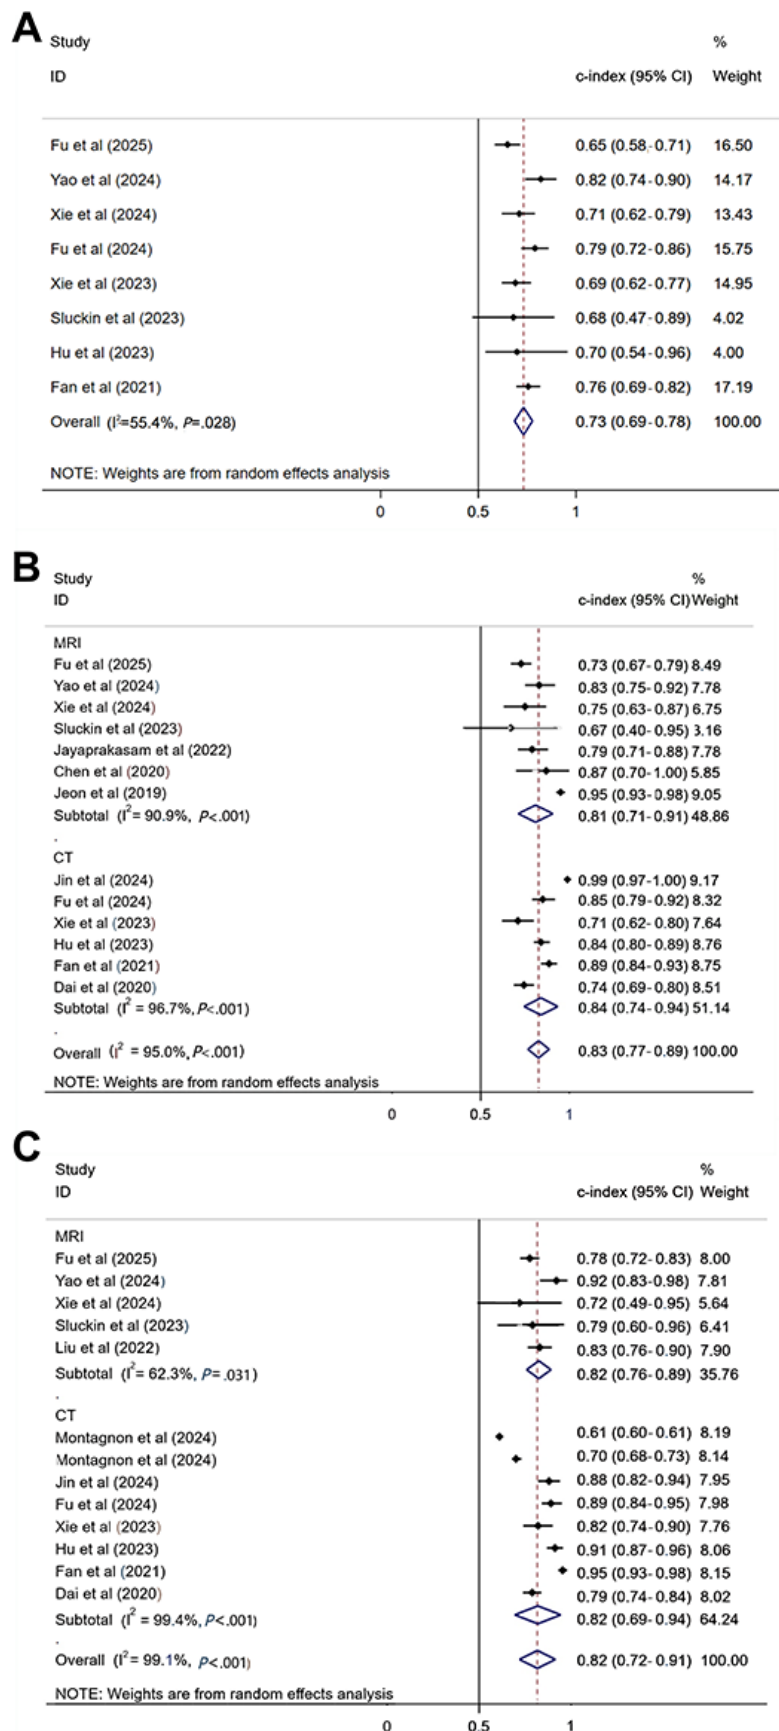 A
Study %
ID c-index (95% CI) Weight
Fu et al (2025) 0.65 (0.58-0.71) 16.50
Yao et al (2024) 0.82 (0.74-0.90) 14.17
Xie et al (2024) 0.71 (0.62-0.79) 13.43
Fu et al (2024) 0.79 (0.72-0.86) 15.75
Xie et al (2023) 0.69 (0.62-0.77) 14.95
Sluckin et al (2023) 0.68 (0.47-0.89) 4.02
Hu et al (2023) 0.70 (0.54-0.96) 4.00
Fan et al (2021) 0.76 (0.69-0.82) 17.19
Overall (I²=55.4%, P=.028) 0.73 (0.69-0.78) 100.00
NOTE: Weights are from random effects analysis
0 0.5 1
B
Study %
ID c-index (95% CI) Weight
MRI
Fu et al (2025) 0.73 (0.67-0.79) 8.49
Yao et al (2024) 0.83 (0.75-0.92) 7.78
Xie et al (2024) 0.75 (0.63-0.87) 6.75
Sluckin et al (2023) 0.67 (0.40-0.95) 3.16
Jayaprakasam et al (2022) 0.79 (0.71-0.88) 7.78
Chen et al (2020) 0.87 (0.70-1.00) 5.85
Jeon et al (2019) 0.95 (0.93-0.98) 9.05
Subtotal (I²= 90.9%, P<.001) 0.81 (0.71-0.91) 48.86
.
CT
Jin et al (2024) 0.99 (0.97-1.00) 9.17
Fu et al (2024) 0.85 (0.79-0.92) 8.32
Xie et al (2023) 0.71 (0.62-0.80) 7.64
Hu et al (2023) 0.84 (0.80-0.89) 8.76
Fan et al (2021) 0.89 (0.84-0.93) 8.75
Dai et al (2020) 0.74 (0.69-0.80) 8.51
Subtotal (I² = 96.7%, P<.001) 0.84 (0.74-0.94) 51.14
.
Overall (I² = 95.0%, P<.001) 0.83 (0.77-0.89) 100.00
NOTE: Weights are from random effects analysis
0 0.5 1
C
Study %
ID c-index (95% CI) Weight
MRI
Fu et al (2025) 0.78 (0.72-0.83) 8.00
Yao et al (2024) 0.92 (0.83-0.98) 7.81
Xie et al (2024) 0.72 (0.49-0.95) 5.64
Sluckin et al (2023) 0.79 (0.60-0.96) 6.41
Liu et al (2022) 0.83 (0.76-0.90) 7.90
Subtotal (I²= 62.3%, P= .031) 0.82 (0.76-0.89) 35.76
.
CT
Montagnon et al (2024) 0.61 (0.60-0.61) 8.19
Montagnon et al (2024) 0.70 (0.68-0.73) 8.14
Jin et al (2024) 0.88 (0.82-0.94) 7.95
Fu et al (2024) 0.89 (0.84-0.95) 7.98
Xie et al (2023) 0.82 (0.74-0.90) 7.76
Hu et al (2023) 0.91 (0.87-0.96) 8.06
Fan et al (2021) 0.95 (0.93-0.98) 8.15
Dai et al (2020) 0.79 (0.74-0.84) 8.02
Subtotal (I² = 99.4%, P<.001) 0.82 (0.69-0.94) 64.24
.
Overall (I²= 99.1%, P<.001) 0.82 (0.72-0.91) 100.00
NOTE: Weights are from random effects analysis
0 0.5 1